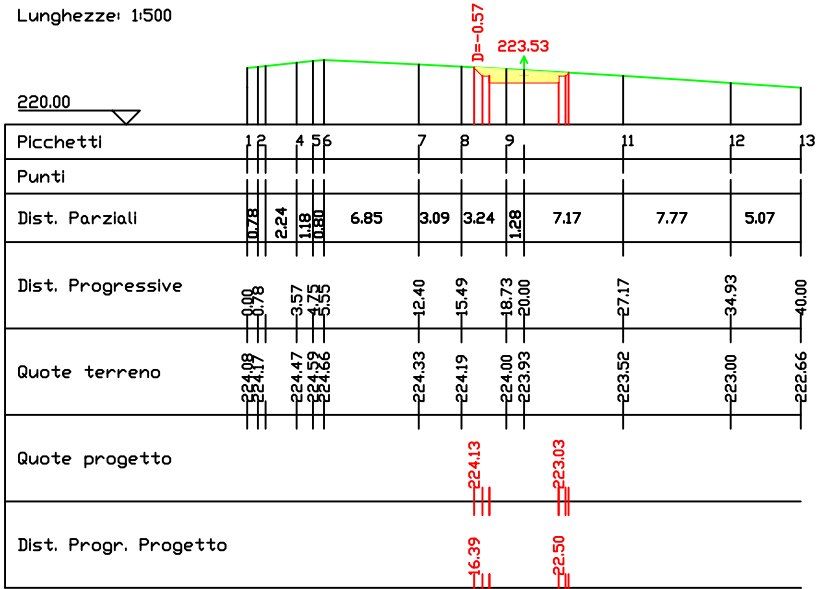 Lunghezze: 1:500
D=-0.57
223.53
220.00
Picchetti 1 2 4 5 6 7 8 9 11 12 13
Punti
Dist. Parziali 0.78 2.24 1.18 0.80 6.85 3.09 3.24 1.28 7.17 7.77 5.07
Dist. Progressive 0.00 0.78 3.57 4.75 5.55 12.40 15.49 18.73 20.00 27.17 34.93 40.00
Quote terreno 224.08 224.17 224.47 224.59 224.66 224.33 224.19 224.00 223.93 223.52 223.00 222.66
Quote progetto 224.13 223.03
Dist. Progr. Progetto 16.39 22.50